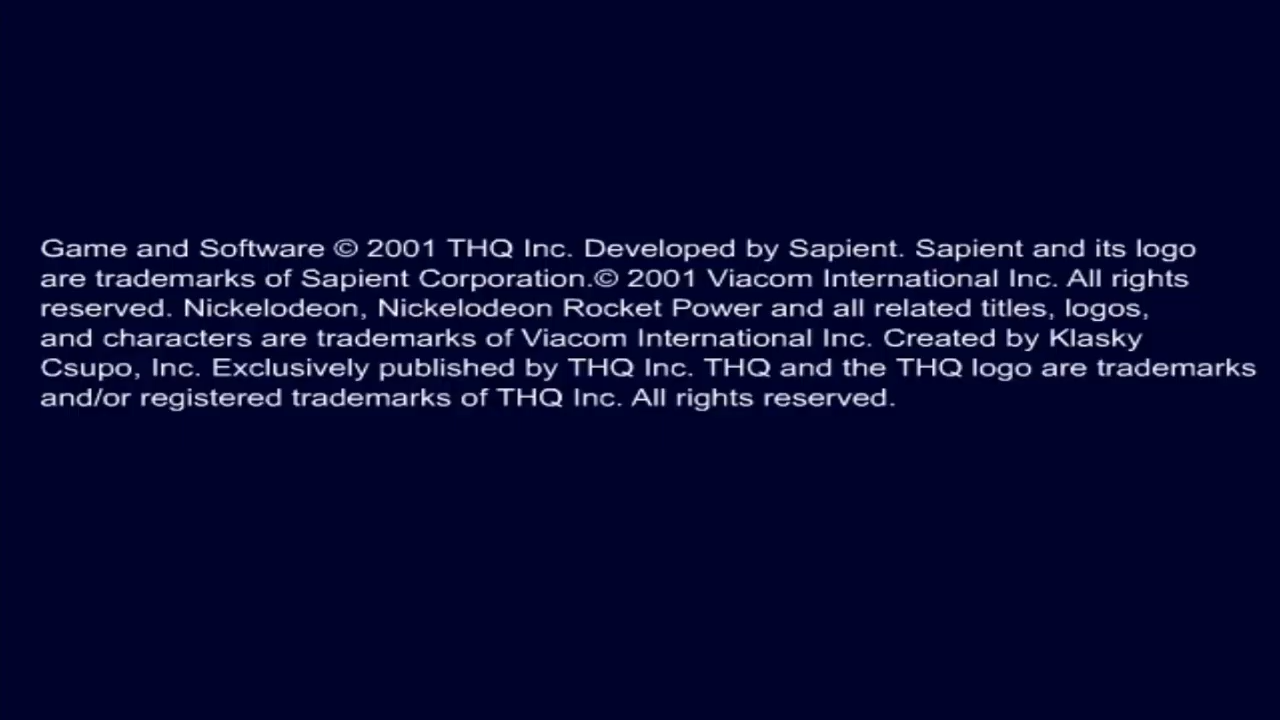 Game and Software © 2001 THQ Inc. Developed by Sapient. Sapient and its logo
are trademarks of Sapient Corporation.© 2001 Viacom International Inc. All rights
reserved. Nickelodeon, Nickelodeon Rocket Power and all related titles, logos,
and characters are trademarks of Viacom International Inc. Created by Klasky
Csupo, Inc. Exclusively published by THQ Inc. THQ and the THQ logo are trademarks
and/or registered trademarks of THQ Inc. All rights reserved.